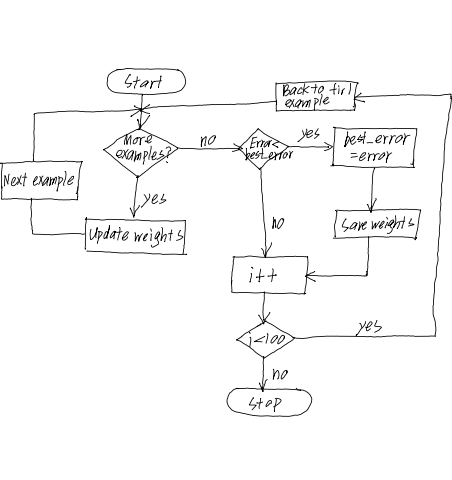 Start
Back to firl
example
More
examples?
no
Error<
best_error
yes
best_error
=error
Next example
yes
Update weights
no
Save weights
i++
i<100
yes
no
Stop